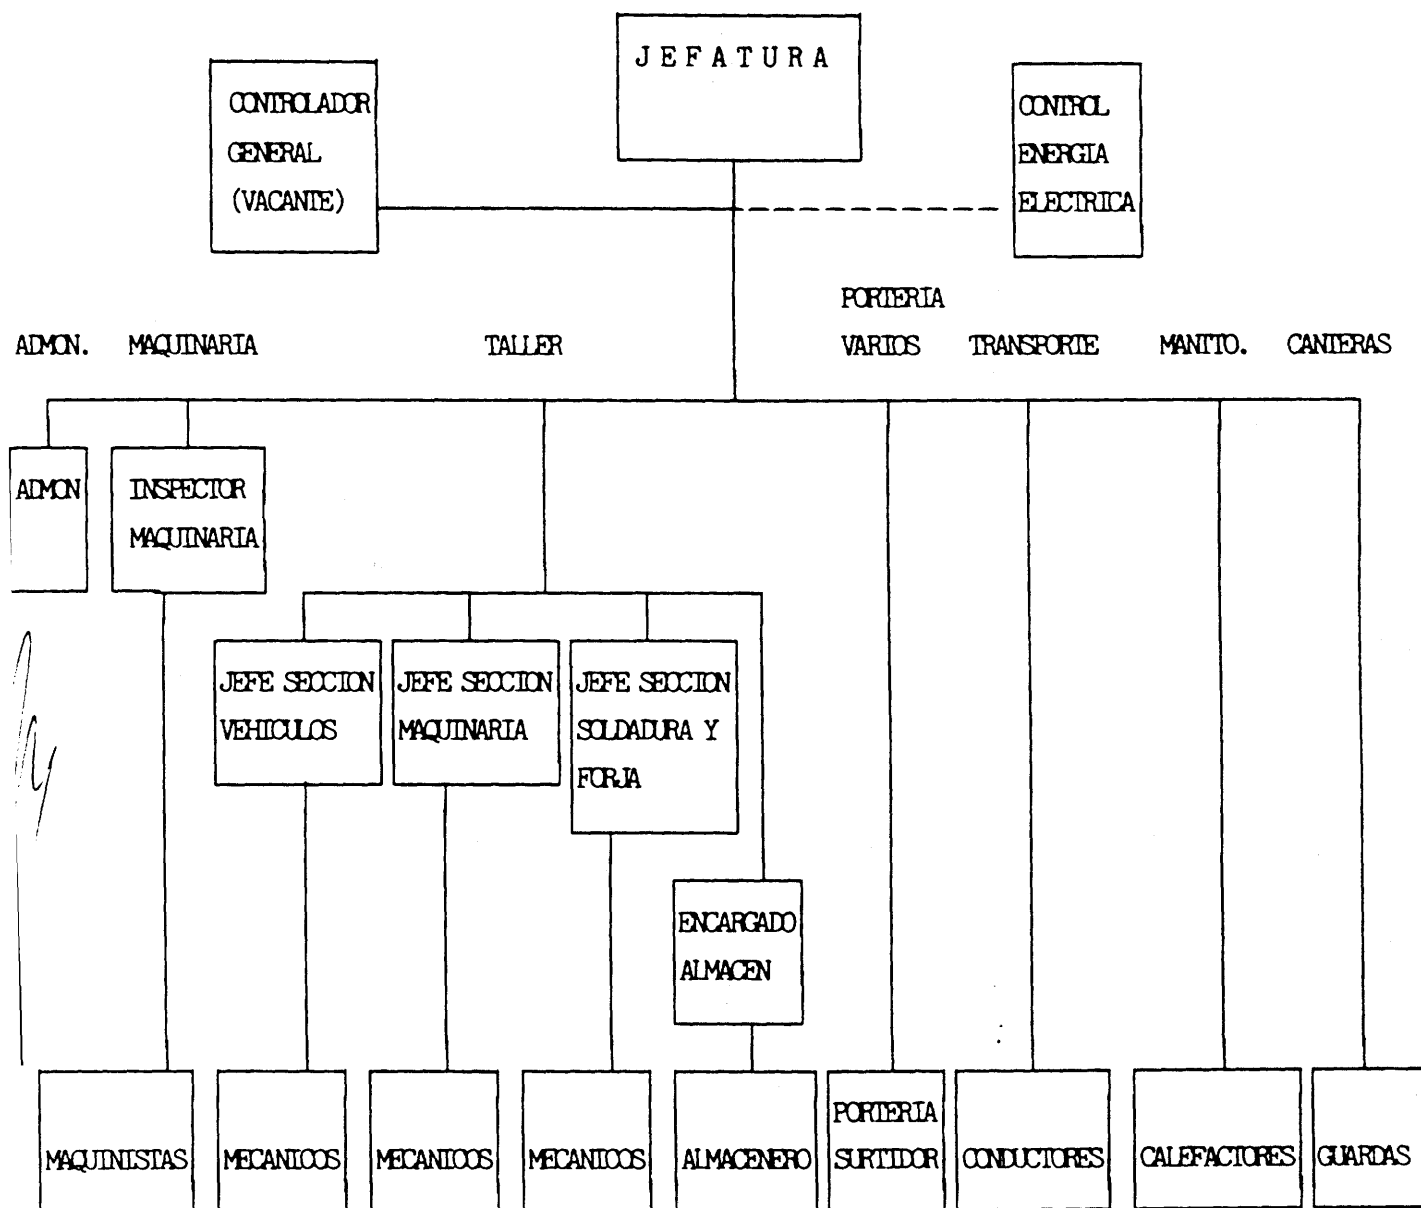 J E F A T U R A
CONTROLADOR
GENERAL
(VACANTE)
CONTROL
ENERGIA
ELECTRICA
ADMON.
MAQUINARIA
TALLER
PORTERIA
VARIOS
TRANSPORTE
MANITO.
CANTERAS
ADMON
INSPECTOR
MAQUINARIA
JEFE SECCION
VEHICULOS
JEFE SECCION
MAQUINARIA
JEFE SECCION
SOLDADURA Y
FORJA
ENCARGADO
ALMACEN
MAQUINISTAS
MECANICOS
MECANICOS
MECANICOS
ALMACENERO
PORTERIA
SURTIDOR
CONDUCTORES
CALEFACTORES
GUARDAS